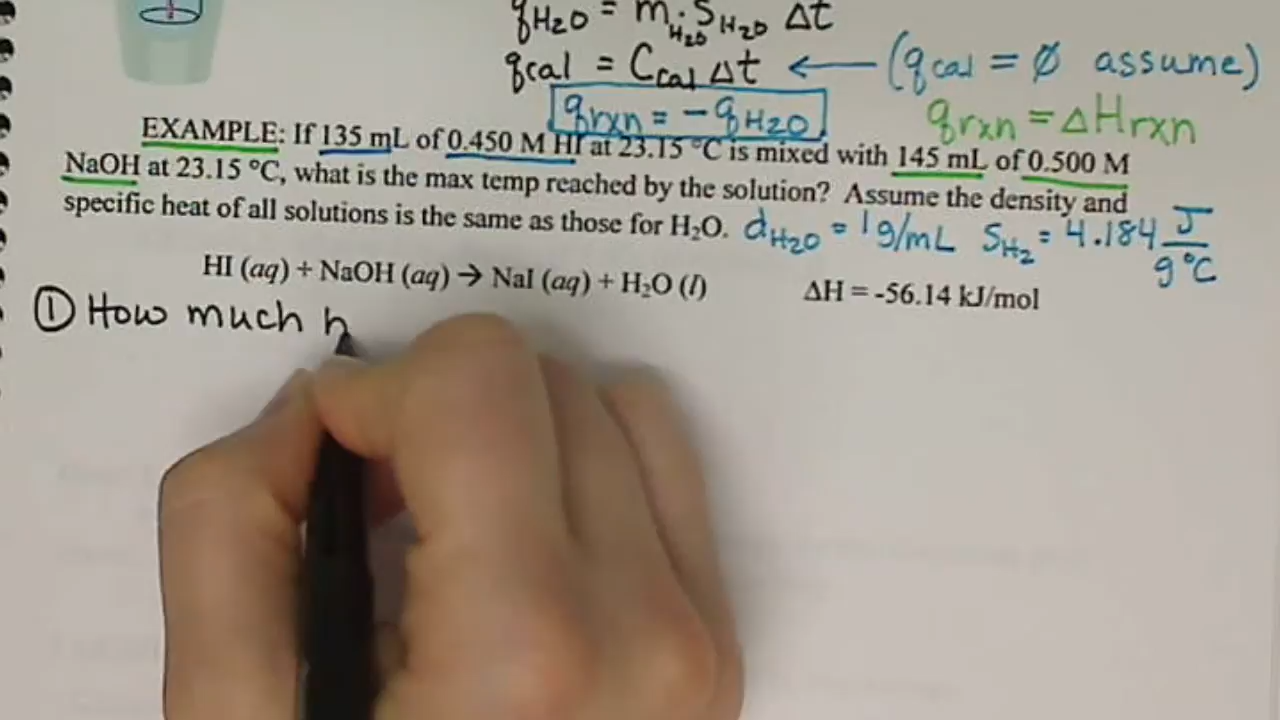 qH₂O = mH₂O · SH₂O Δt
qcal = Ccal Δt ← (qcal = ∅ assume)
qrxn = -qH₂O qrxn = ΔHrxn
EXAMPLE: If 135 mL of 0.450 M HI at 23.15 °C is mixed with 145 mL of 0.500 M
NaOH at 23.15 °C, what is the max temp reached by the solution? Assume the density and
specific heat of all solutions is the same as those for H₂O. dH₂O = 1g/mL SH₂ = 4.184 J/g°C
HI (aq) + NaOH (aq) → NaI (aq) + H₂O (l) ΔH = -56.14 kJ/mol
① How much h